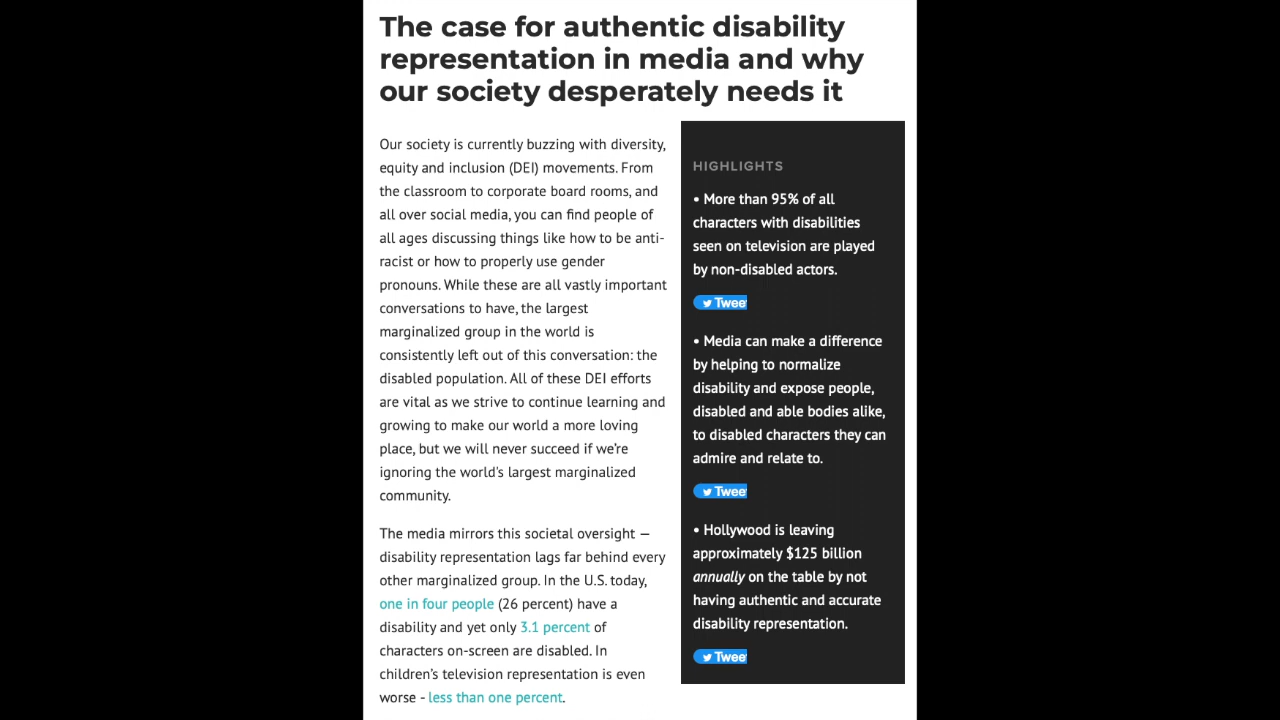 The case for authentic disability
representation in media and why
our society desperately needs it
Our society is currently buzzing with diversity,
equity and inclusion (DEI) movements. From
the classroom to corporate board rooms, and
all over social media, you can find people of
all ages discussing things like how to be anti-
racist or how to properly use gender
pronouns. While these are all vastly important
conversations to have, the largest
marginalized group in the world is
consistently left out of this conversation: the
disabled population. All of these DEI efforts
are vital as we strive to continue learning and
growing to make our world a more loving
place, but we will never succeed if we're
ignoring the world's largest marginalized
community.
The media mirrors this societal oversight —
disability representation lags far behind every
other marginalized group. In the U.S. today,
one in four people (26 percent) have a
disability and yet only 3.1 percent of
characters on-screen are disabled. In
children's television representation is even
worse - less than one percent.
HIGHLIGHTS
• More than 95% of all
characters with disabilities
seen on television are played
by non-disabled actors.
Twee
• Media can make a difference
by helping to normalize
disability and expose people,
disabled and able bodies alike,
to disabled characters they can
admire and relate to.
Twee
• Hollywood is leaving
approximately $125 billion
annually on the table by not
having authentic and accurate
disability representation.
Twee